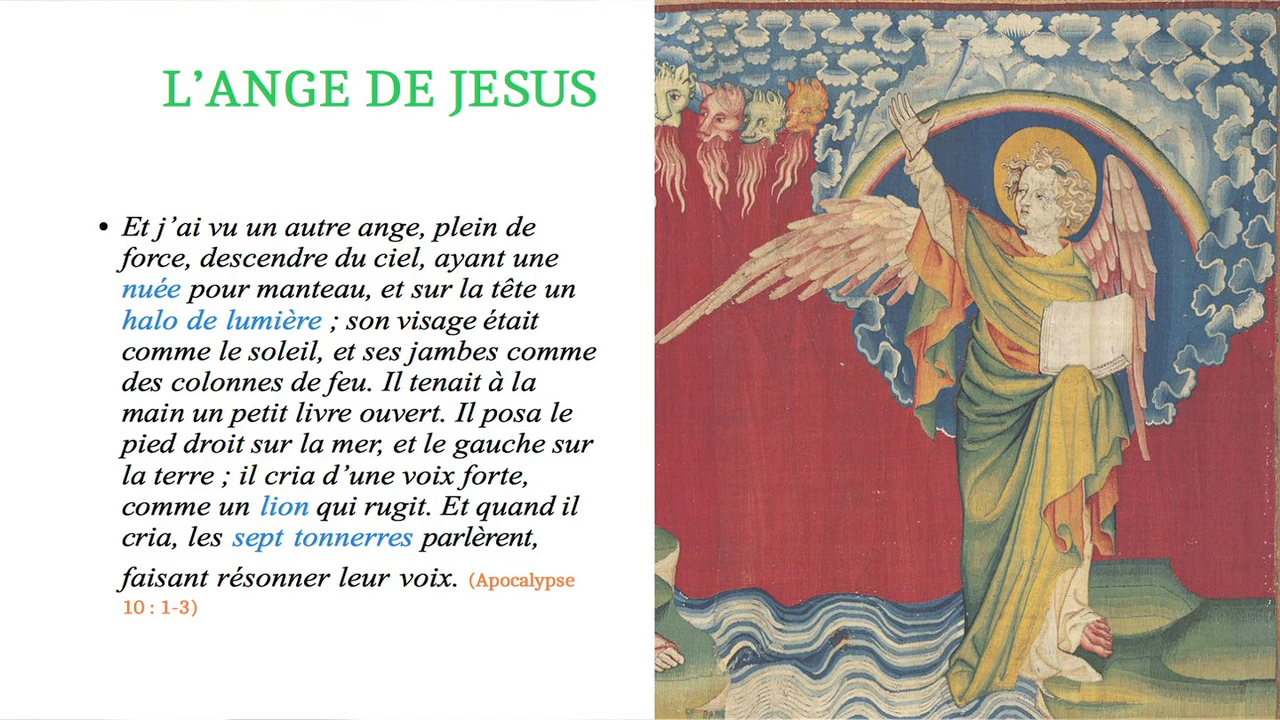 L’ANGE DE JESUS
• Et j’ai vu un autre ange, plein de
force, descendre du ciel, ayant une
nuée pour manteau, et sur la tête un
halo de lumière ; son visage était
comme le soleil, et ses jambes comme
des colonnes de feu. Il tenait à la
main un petit livre ouvert. Il posa le
pied droit sur la mer, et le gauche sur
la terre ; il cria d’une voix forte,
comme un lion qui rugit. Et quand il
cria, les sept tonnerres parlèrent,
faisant résonner leur voix. (Apocalypse
10 : 1-3)